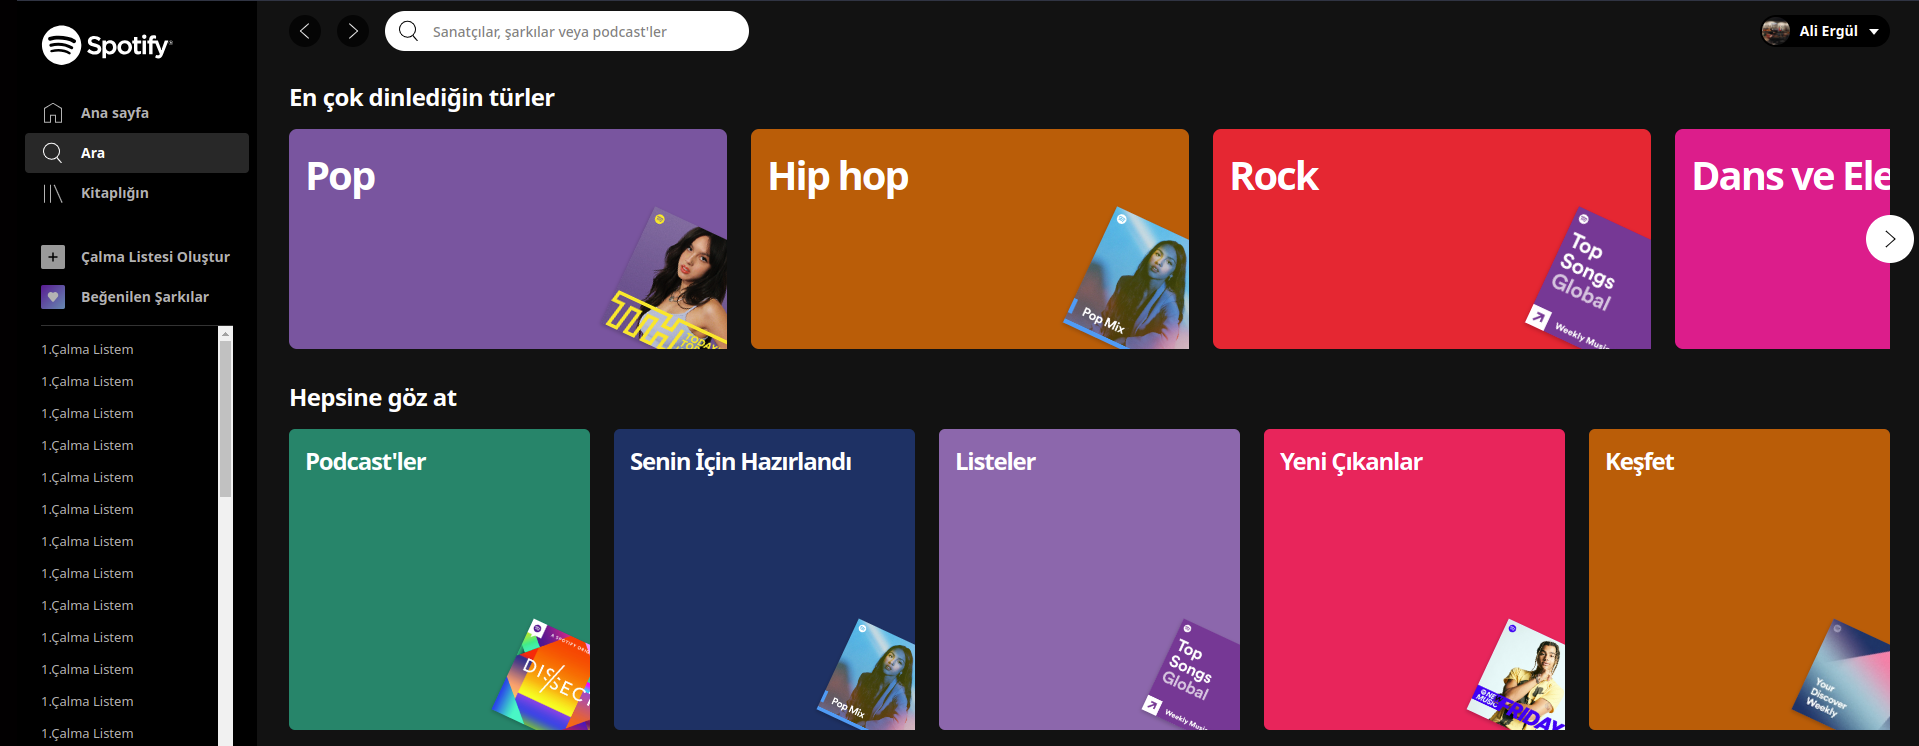 Spotify
Sanatçılar, şarkılar veya podcast'ler
Ali Ergül
Ana sayfa
Ara
Kitaplığın
Çalma Listesi Oluştur
Beğenilen Şarkılar
1.Çalma Listem
1.Çalma Listem
1.Çalma Listem
1.Çalma Listem
1.Çalma Listem
1.Çalma Listem
1.Çalma Listem
1.Çalma Listem
1.Çalma Listem
1.Çalma Listem
1.Çalma Listem
1.Çalma Listem
1.Çalma Listem
En çok dinlediğin türler
Pop
Hip hop
Pop Mix
Rock
Top
Songs
Global
Weekly Music
Dans ve Ele
Hepsine göz at
Podcast'ler
DISSECT
Senin İçin Hazırlandı
Pop Mix
Listeler
Top
Songs
Global
Weekly Music
Yeni Çıkanlar
FRIDAY
Keşfet
Your
Discover
Weekly